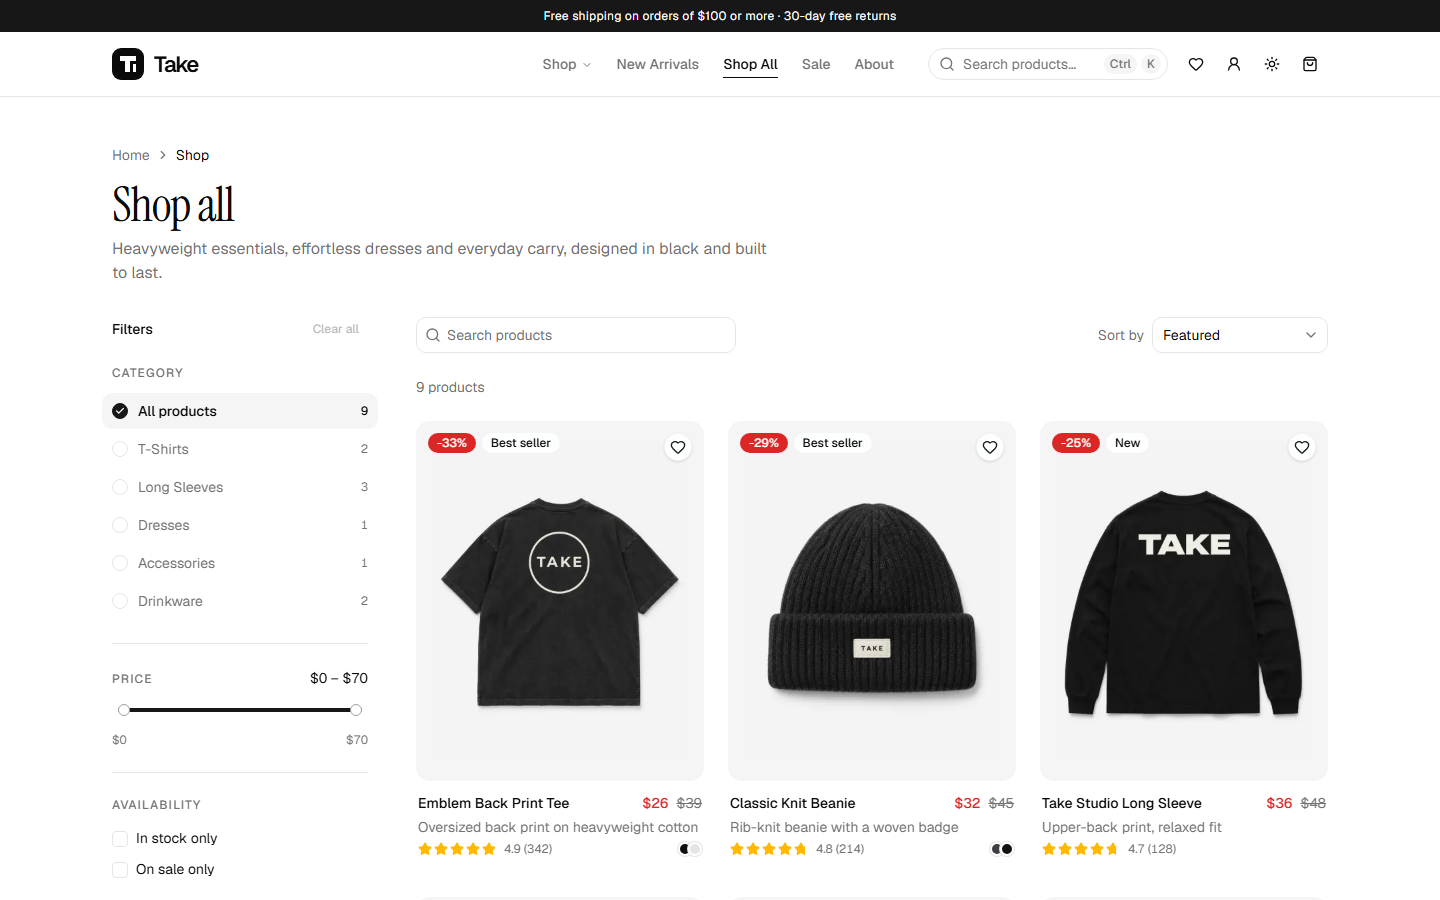 Free shipping on orders of $100 or more · 30-day free returns
Take
Shop
New Arrivals
Shop All
Sale
About
Search products...
Ctrl K
Home > Shop
Shop all
Heavyweight essentials, effortless dresses and everyday carry, designed in black and built
to last.
Filters
Clear all
CATEGORY
All products 9
T-Shirts 2
Long Sleeves 3
Dresses 1
Accessories 1
Drinkware 2
PRICE $0 – $70
$0 $70
AVAILABILITY
In stock only
On sale only
Search products
Sort by Featured
9 products
-33% Best seller
TAKE
Emblem Back Print Tee $26 $39
Oversized back print on heavyweight cotton
4.9 (342)
-29% Best seller
TAKE
Classic Knit Beanie $32 $45
Rib-knit beanie with a woven badge
4.8 (214)
-25% New
TAKE
Take Studio Long Sleeve $36 $48
Upper-back print, relaxed fit
4.7 (128)